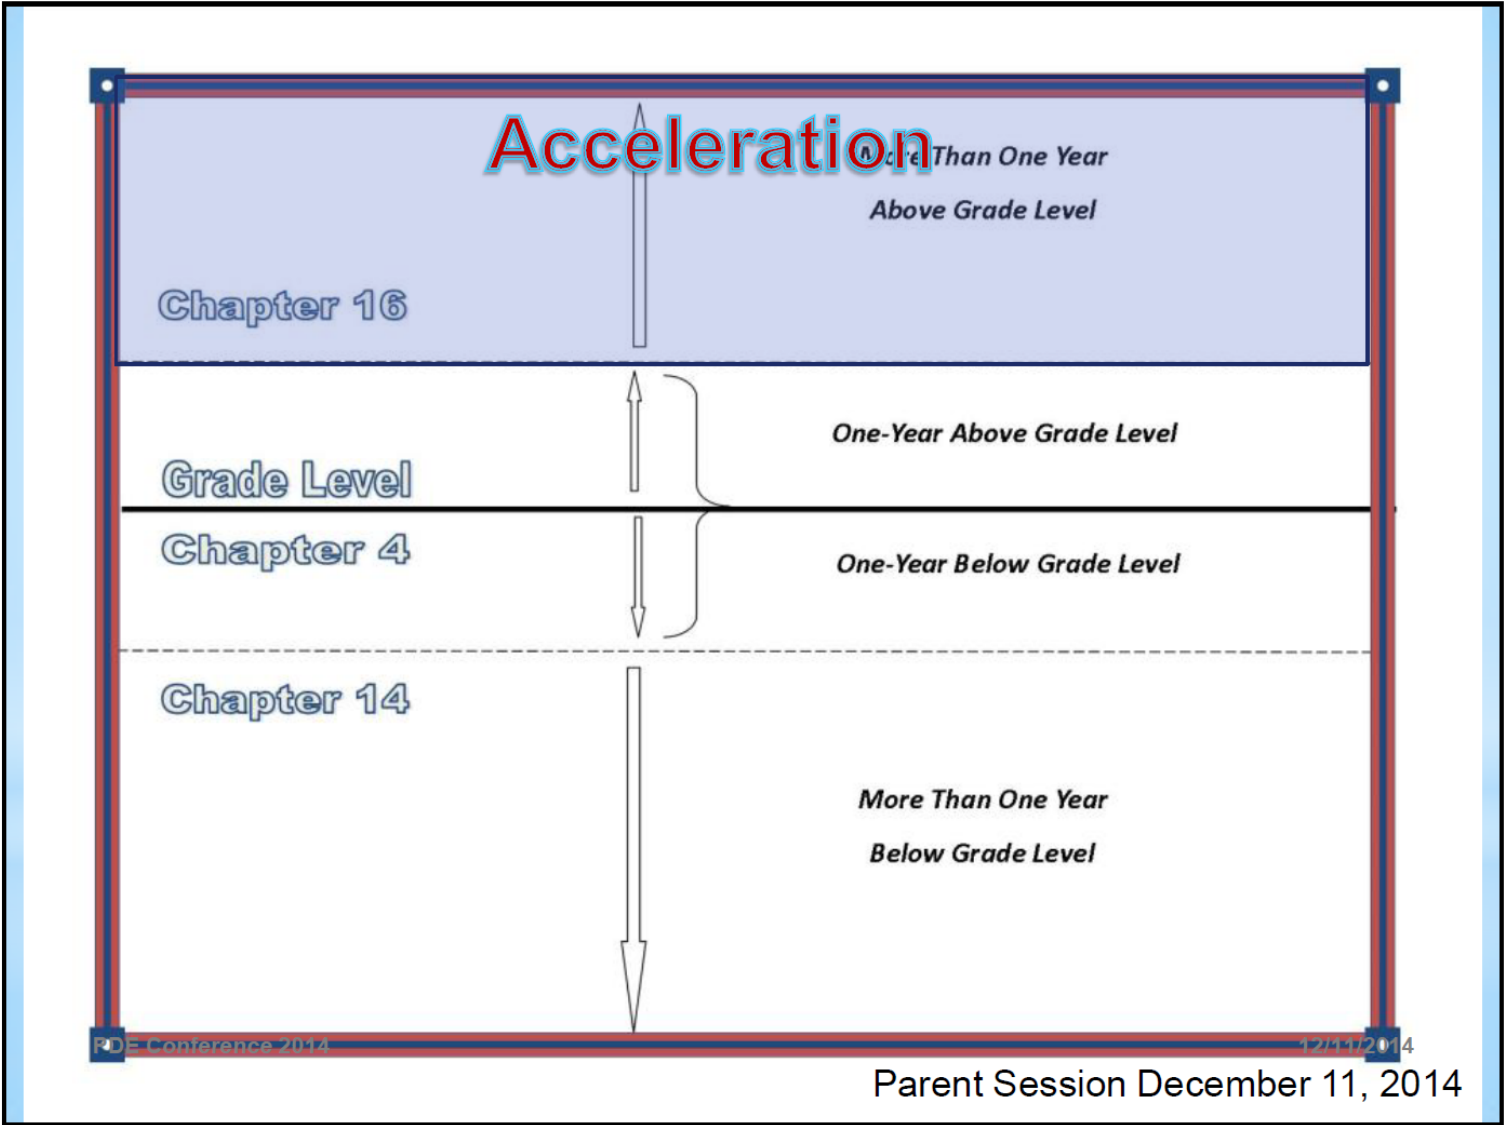 Acceleration
More Than One Year
Above Grade Level
Chapter 16
One-Year Above Grade Level
Grade Level
Chapter 4
One-Year Below Grade Level
Chapter 14
More Than One Year
Below Grade Level
PDE Conference 2014
12/11/2014
Parent Session December 11, 2014